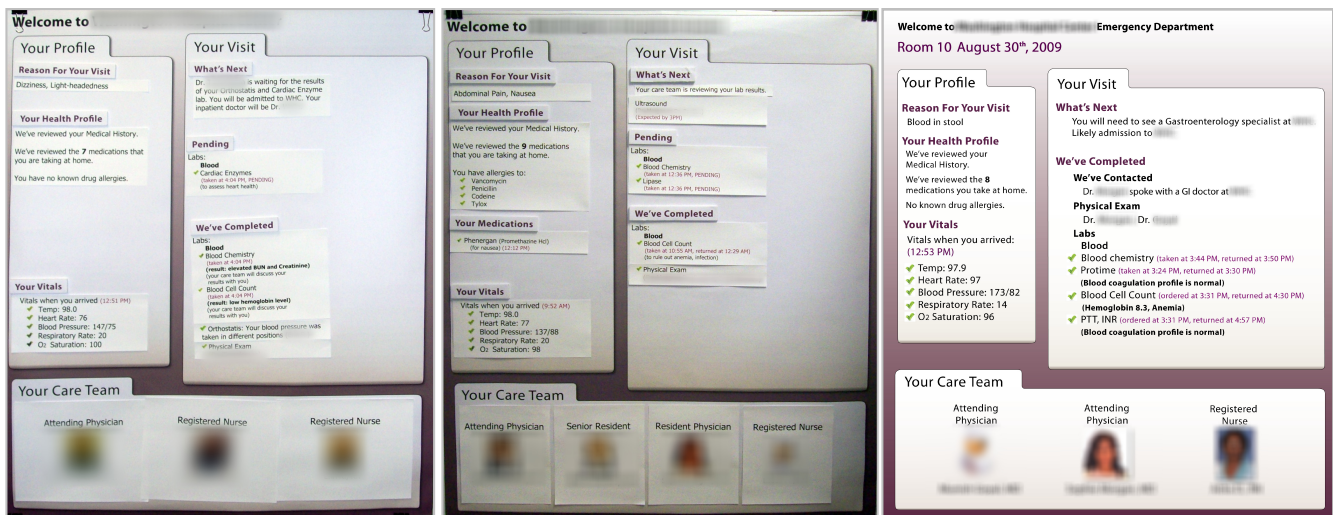 Welcome to
Your Profile
Reason For Your Visit
Dizziness, Light-headedness
Your Health Profile
We've reviewed your Medical History.
We've reviewed the 7 medications that
you are taking at home.
You have no known drug allergies.
Your Vitals
Vitals when you arrived (12:51 PM)
Temp: 98.0
Heart Rate: 76
Blood Pressure: 147/75
Respiratory Rate: 20
O2 Saturation: 100
Your Visit
What's Next
Dr. is waiting for the results
of your Orthostatis and Cardiac Enzyme
lab. You will be admitted to WHC. Your
inpatient doctor will be Dr.
Pending
Labs:
Blood
Cardiac Enzymes
(taken at 4:04 PM, PENDING)
(to assess heart health)
We've Completed
Labs:
Blood
Blood Chemistry
(taken at 4:04 PM)
(result: elevated BUN and Creatinine)
(your care team will discuss your
results with you)
Blood Cell Count
(taken at 4:04 PM)
(result: low hemoglobin level)
(your care team will discuss your
results with you)
Orthostatis: Your blood pressure was
taken in different positions
Physical Exam
Your Care Team
Attending Physician
Registered Nurse
Registered Nurse
Welcome to
Your Profile
Reason For Your Visit
Abdominal Pain, Nausea
Your Health Profile
We've reviewed your Medical History.
We've reviewed the 9 medications
that you are taking at home.
You have allergies to:
Vancomycin
Penicillin
Codeine
Tylox
Your Medications
Phenergan (Promethazine Hcl)
(for nausea) (12:12 PM)
Your Vitals
Vitals when you arrived (9:52 AM)
Temp: 98.0
Heart Rate: 77
Blood Pressure: 137/88
Respiratory Rate: 20
O2 Saturation: 98
Your Visit
What's Next
Your care team is reviewing your lab results.
Ultrasound
(Expected by 3PM)
Pending
Labs:
Blood
Blood Chemistry
(taken at 12:36 PM, PENDING)
Lipase
(taken at 12:36 PM, PENDING)
We've Completed
Labs:
Blood
Blood Cell Count
(taken at 10:55 AM, returned at 12:29 AM)
(to rule out anemia, infection)
Physical Exam
Your Care Team
Attending Physician
Senior Resident
Resident Physician
Registered Nurse
Welcome to Emergency Department
Room 10 August 30th, 2009
Your Profile
Reason For Your Visit
Blood in stool
Your Health Profile
We've reviewed your
Medical History.
We've reviewed the 8
medications you take at home.
No known drug allergies.
Your Vitals
Vitals when you arrived:
(12:53 PM)
Temp: 97.9
Heart Rate: 97
Blood Pressure: 173/82
Respiratory Rate: 14
O2 Saturation: 96
Your Visit
What's Next
You will need to see a Gastroenterology specialist at
Likely admission to
We've Completed
We've Contacted
Dr. spoke with a GI doctor at
Physical Exam
Dr. Dr.
Labs
Blood
Blood chemistry (taken at 3:44 PM, returned at 3:50 PM)
Protime (taken at 3:24 PM, returned at 3:30 PM)
(Blood coagulation profile is normal)
Blood Cell Count (ordered at 3:31 PM, returned at 4:30 PM)
(Hemoglobin 8.3, Anemia)
PTT, INR (ordered at 3:31 PM, returned at 4:57 PM)
(Blood coagulation profile is normal)
Your Care Team
Attending
Physician
Attending
Physician
Registered
Nurse